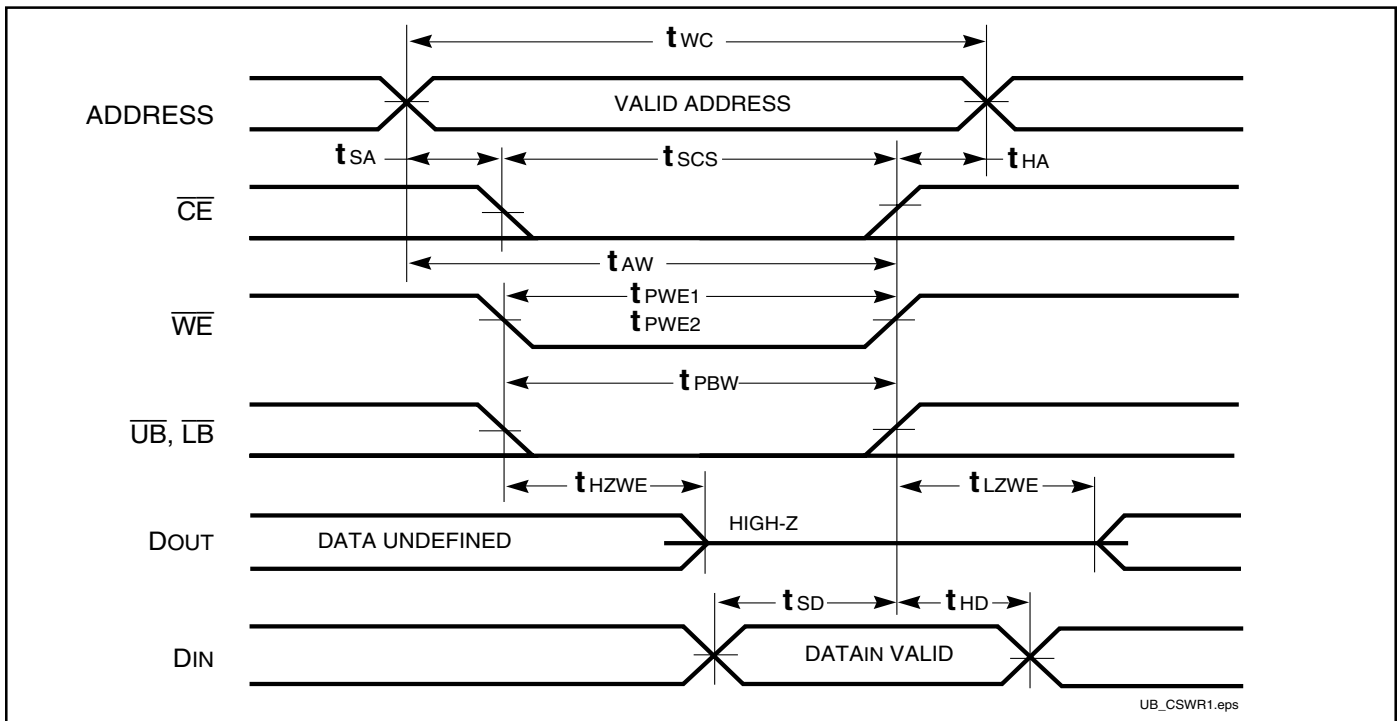 tWC
ADDRESS
VALID ADDRESS
tSA
tSCS
tHA
CE
tAW
tPWE1
WE
tPWE2
tPBW
UB, LB
tHZWE
tLZWE
HIGH-Z
DOUT
DATA UNDEFINED
tSD
tHD
DIN
DATAIN VALID
UB_CSWR1.eps